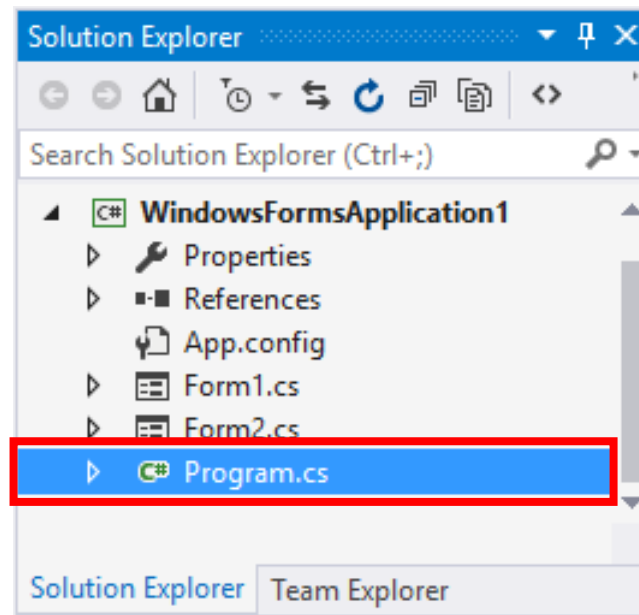 Solution Explorer
Search Solution Explorer (Ctrl+;)
C# WindowsFormsApplication1
Properties
References
App.config
Form1.cs
Form2.cs
C# Program.cs
Solution Explorer Team Explorer